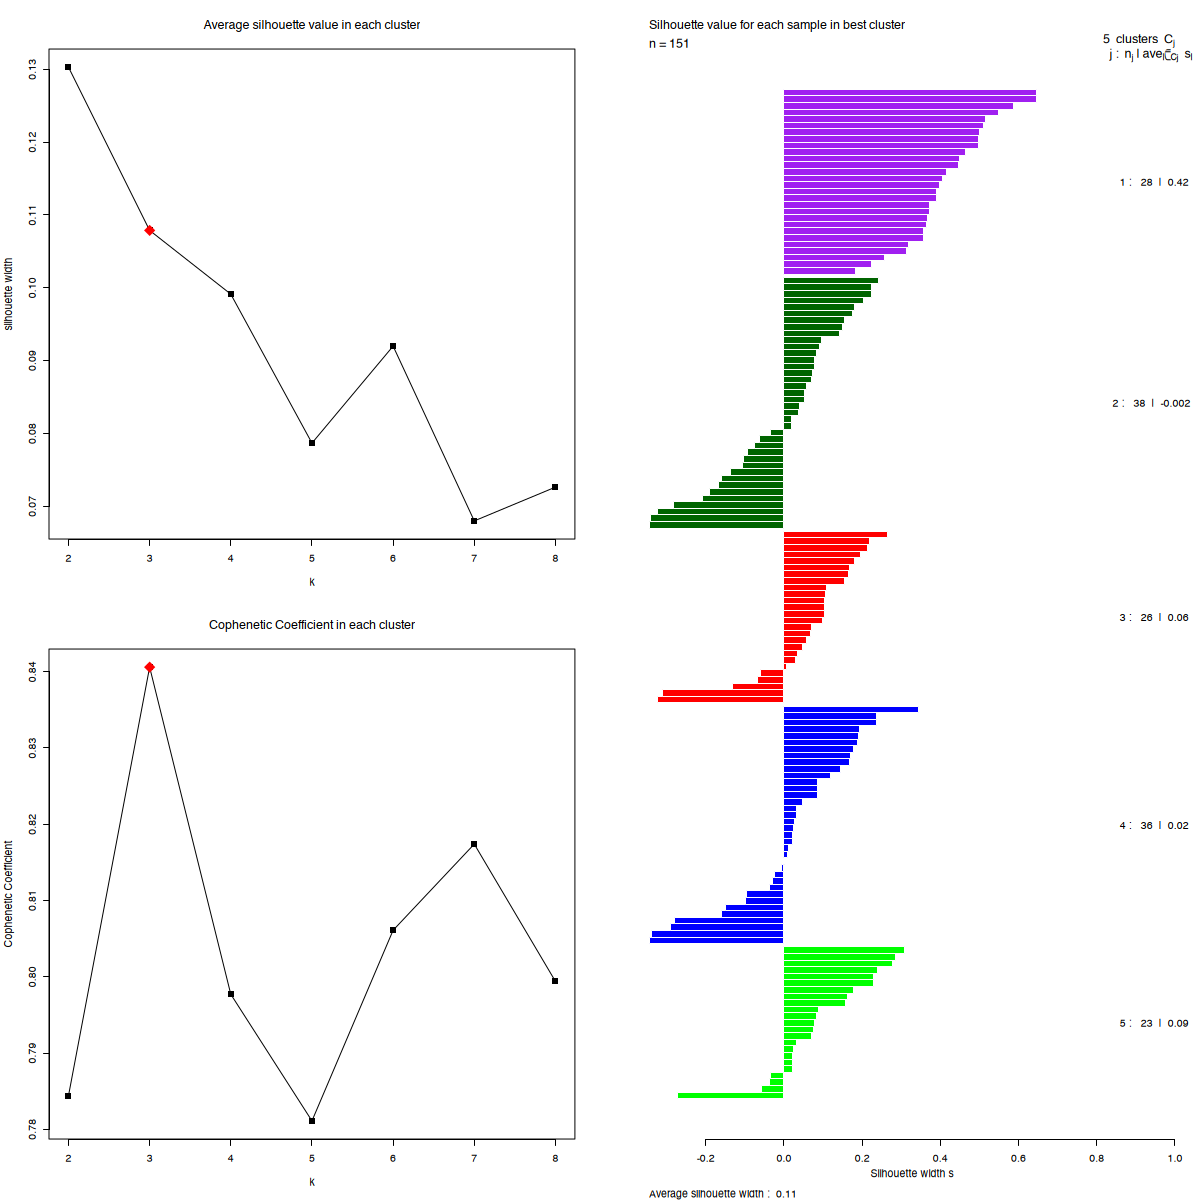 Average silhouette value in each cluster
silhouette width
0.13
0.12
0.11
0.10
0.09
0.08
0.07
2 3 4 5 6 7 8
k
Cophenetic Coefficient in each cluster
Cophenetic Coefficient
0.84
0.83
0.82
0.81
0.80
0.79
0.78
2 3 4 5 6 7 8
k
Silhouette value for each sample in best cluster
n = 151
5 clusters Cj
j : nj | avei∈Cj si
1 : 28 | 0.42
2 : 38 | -0.002
3 : 26 | 0.06
4 : 36 | 0.02
5 : 23 | 0.09
-0.2 0.0 0.2 0.4 0.6 0.8 1.0
Silhouette width s
Average silhouette width : 0.11